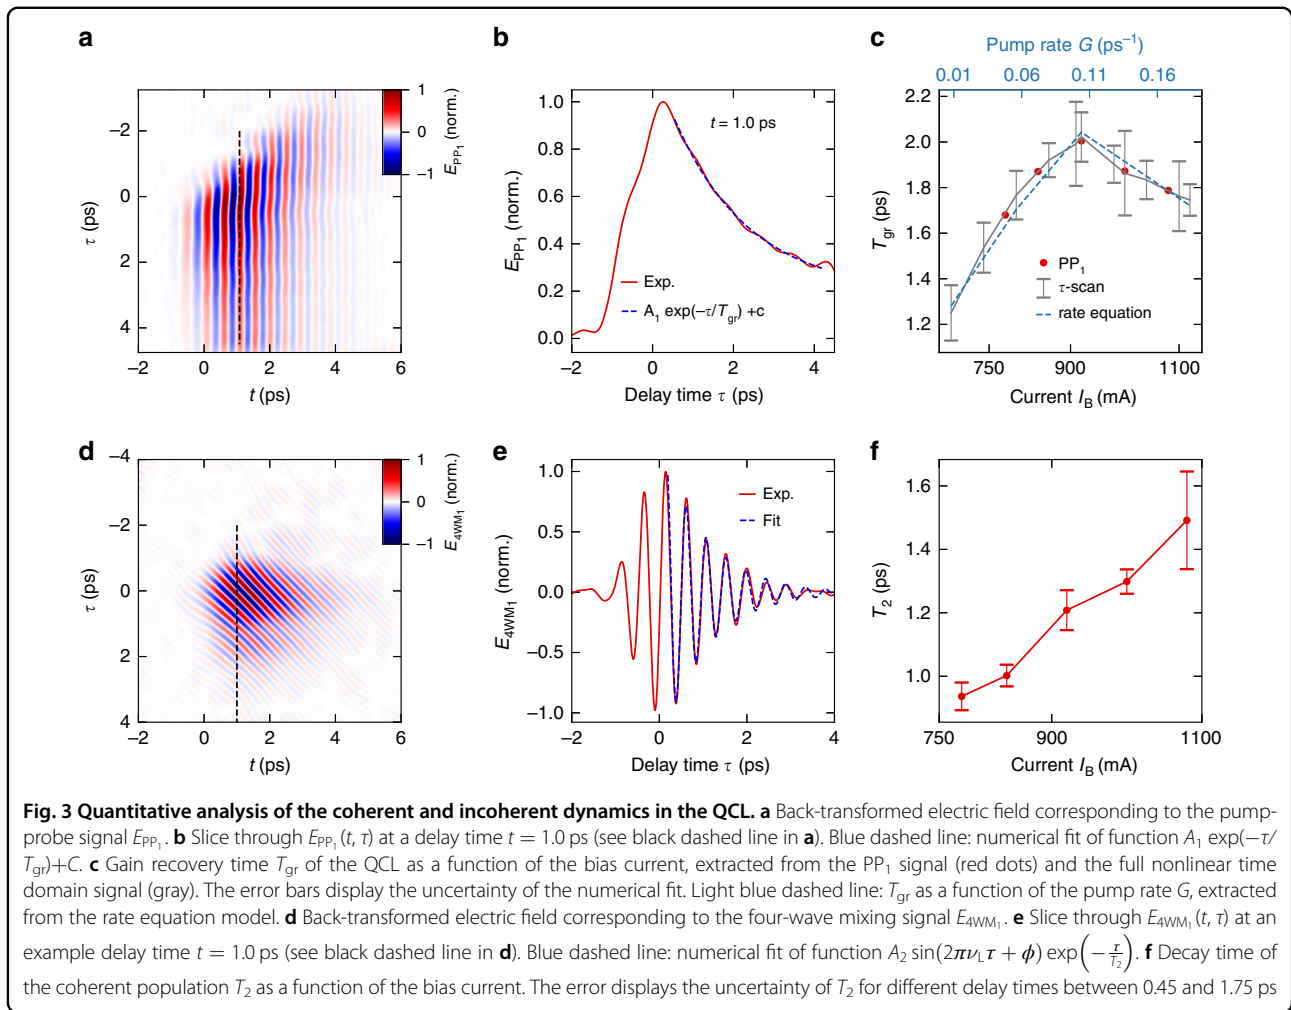 a
−2
0
2
4
τ (ps)
−2
0
2
4
6
t (ps)
1
0
−1
E_PP1 (norm.)
b
1.0
0.8
0.6
0.4
0.2
0.0
E_PP1 (norm.)
t = 1.0 ps
Exp.
A1 exp(−τ/Tgr) +c
−2
0
2
4
Delay time τ (ps)
c
Pump rate G (ps−1)
0.01
0.06
0.11
0.16
2.2
2.0
1.8
1.6
1.4
1.2
Tgr (ps)
PP1
τ-scan
rate equation
750
900
1100
Current IB (mA)
d
−4
−2
0
2
4
τ (ps)
−2
0
2
4
6
t (ps)
1
0
−1
E_4WM1 (norm.)
e
1.0
0.5
0.0
−0.5
−1.0
E_4WM1 (norm.)
Exp.
Fit
−2
0
2
4
Delay time τ (ps)
f
1.6
1.4
1.2
1.0
T2 (ps)
750
900
1100
Current IB (mA)
Fig. 3 Quantitative analysis of the coherent and incoherent dynamics in the QCL. a Back-transformed electric field corresponding to the pump-
probe signal E_PP1. b Slice through E_PP1(t, τ) at a delay time t = 1.0 ps (see black dashed line in a). Blue dashed line: numerical fit of function A1 exp(−τ/
Tgr)+C. c Gain recovery time Tgr of the QCL as a function of the bias current, extracted from the PP1 signal (red dots) and the full nonlinear time
domain signal (gray). The error bars display the uncertainty of the numerical fit. Light blue dashed line: Tgr as a function of the pump rate G, extracted
from the rate equation model. d Back-transformed electric field corresponding to the four-wave mixing signal E_4WM1. e Slice through E_4WM1(t, τ) at an
example delay time t = 1.0 ps (see black dashed line in d). Blue dashed line: numerical fit of function A2 sin(2πνLτ + ϕ) exp(−τ/T2). f Decay time of
the coherent population T2 as a function of the bias current. The error displays the uncertainty of T2 for different delay times between 0.45 and 1.75 ps